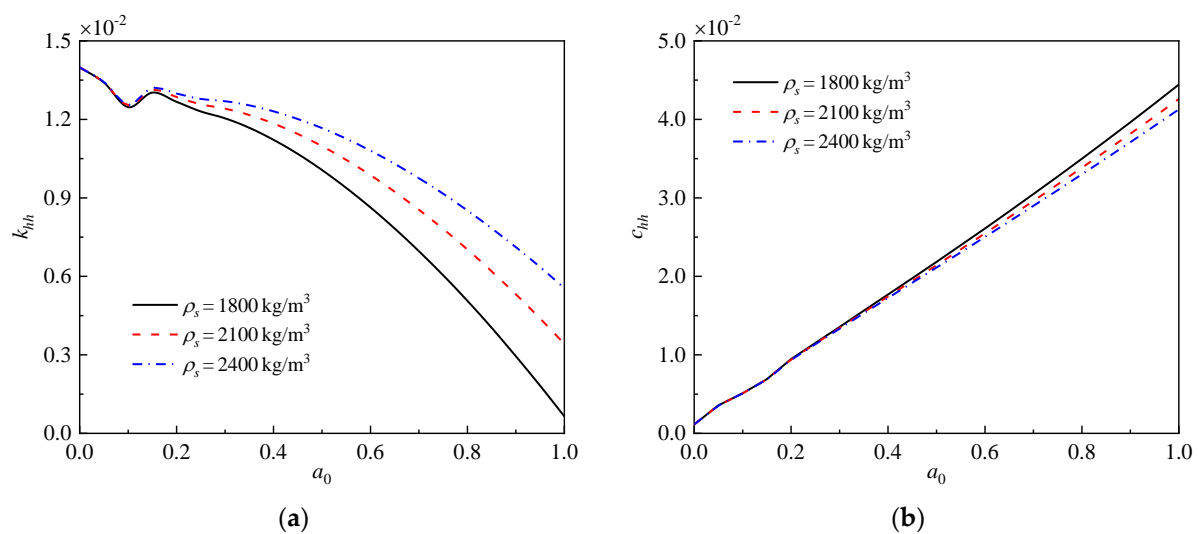 ×10⁻²
1.5
1.2
0.9
0.6
0.3
0.0
k_hh
ρ_s = 1800 kg/m³
ρ_s = 2100 kg/m³
ρ_s = 2400 kg/m³
0.0 0.2 0.4 0.6 0.8 1.0
a₀
(a)
×10⁻²
5.0
4.0
3.0
2.0
1.0
0.0
c_hh
ρ_s = 1800 kg/m³
ρ_s = 2100 kg/m³
ρ_s = 2400 kg/m³
0.0 0.2 0.4 0.6 0.8 1.0
a₀
(b)